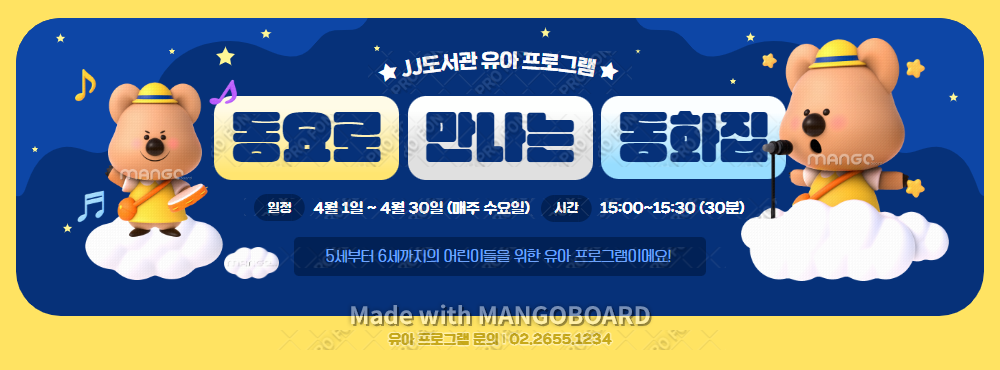 JJ도서관 유아 프로그램
동요로 만나는 동화집
일정 4월 1일 ~ 4월 30일 (매주 수요일) 시간 15:00~15:30 (30분)
5세부터 6세까지의 어린이들을 위한 유아 프로그램이에요!
Made with MANGOBOARD
유아 프로그램 문의 | 02.2655.1234